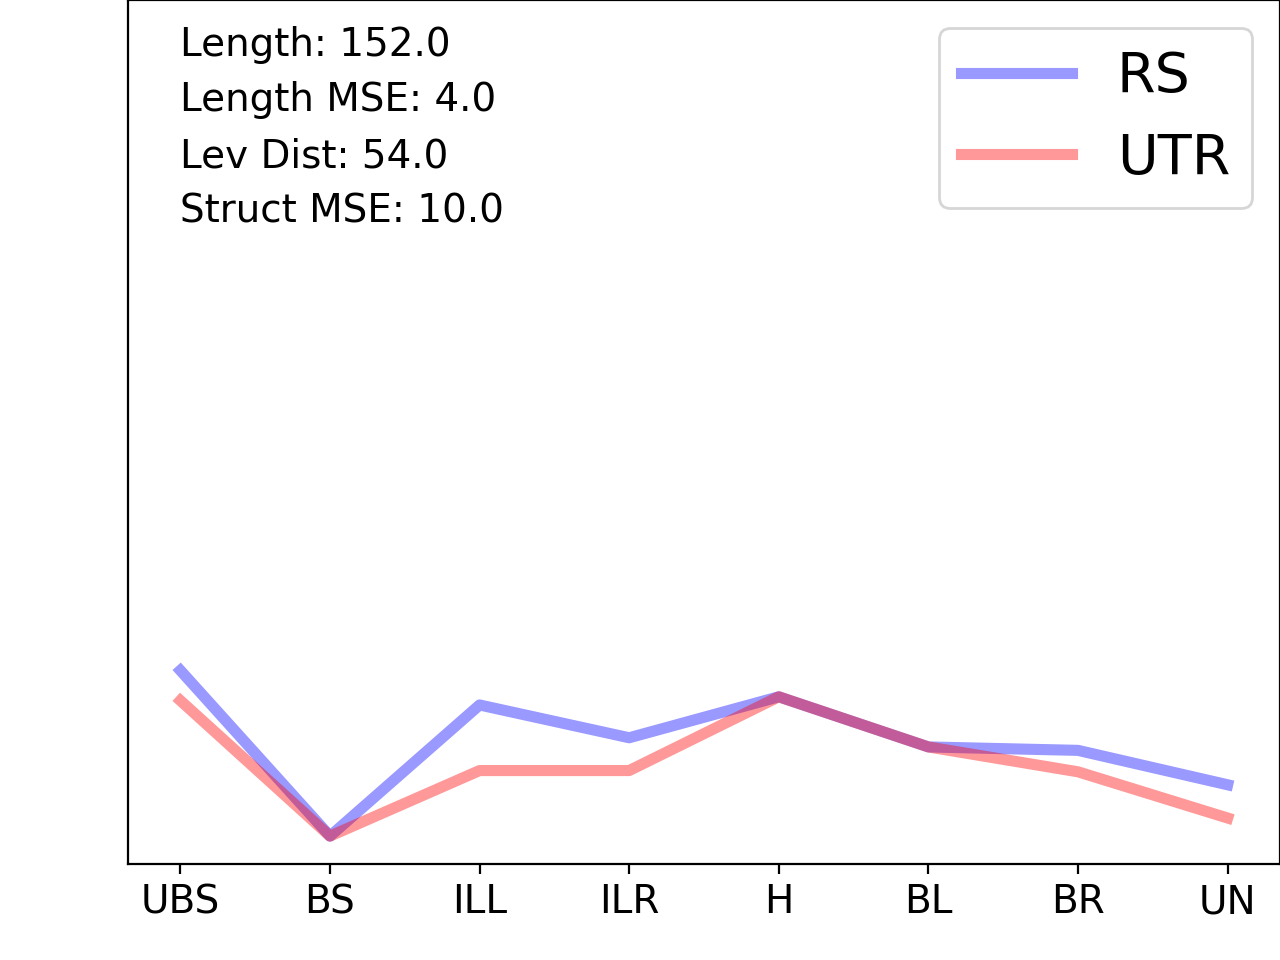 Length: 152.0
Length MSE: 4.0
Lev Dist: 54.0
Struct MSE: 10.0
RS
UTR
UBS BS ILL ILR H BL BR UN